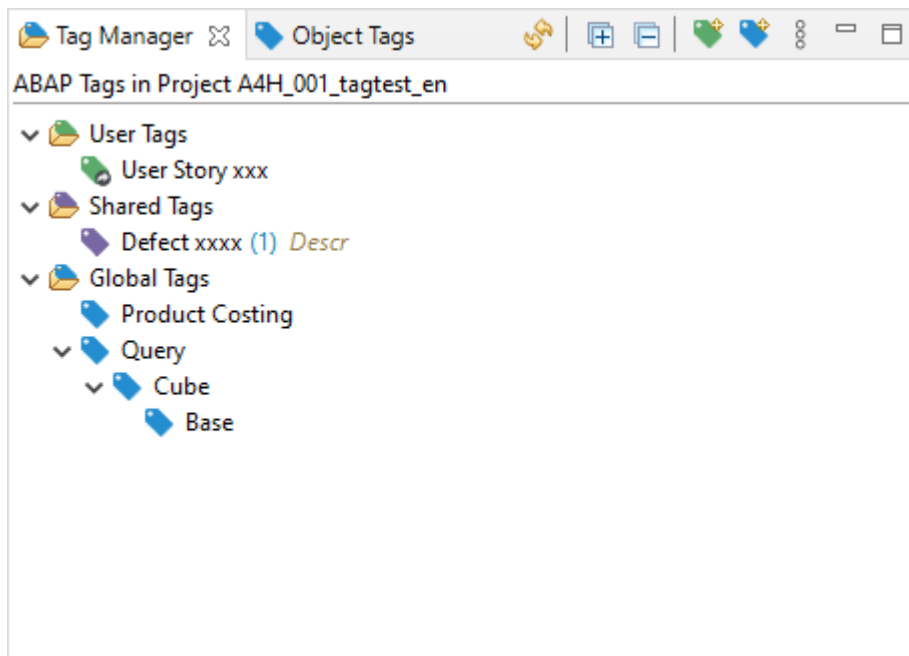 Tag Manager Object Tags
ABAP Tags in Project A4H_001_tagtest_en
User Tags
User Story xxx
Shared Tags
Defect xxxx (1) Descr
Global Tags
Product Costing
Query
Cube
Base